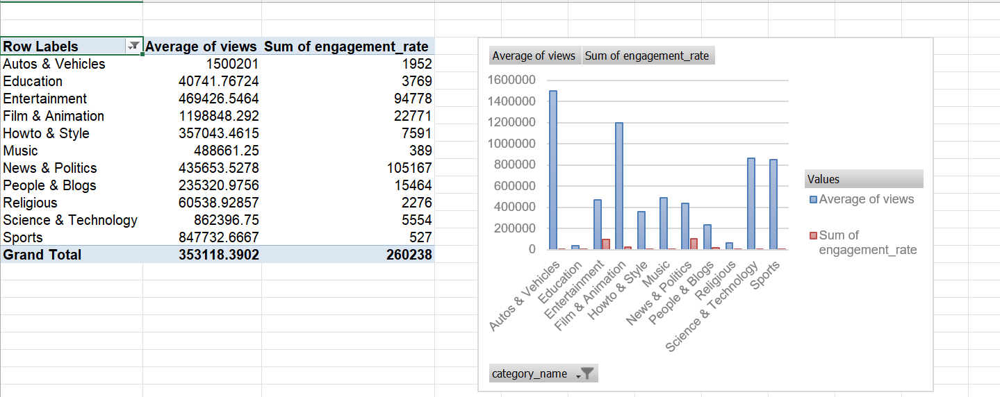 Row Labels Average of views Sum of engagement_rate
Autos & Vehicles 1500201 1952
Education 40741.76724 3769
Entertainment 469426.5464 94778
Film & Animation 1198848.292 22771
Howto & Style 357043.4615 7591
Music 488661.25 389
News & Politics 435653.5278 105167
People & Blogs 235320.9756 15464
Religious 60538.92857 2276
Science & Technology 862396.75 5554
Sports 847732.6667 527
Grand Total 353118.3902 260238
Average of views Sum of engagement_rate
1600000
1400000
1200000
1000000
800000
600000
400000
200000
0
Autos & Vehicles
Education
Entertainment
Film & Animation
Howto & Style
Music
News & Politics
People & Blogs
Religious
Science & Technology
Sports
Values
Average of views
Sum of
engagement_rate
category_name